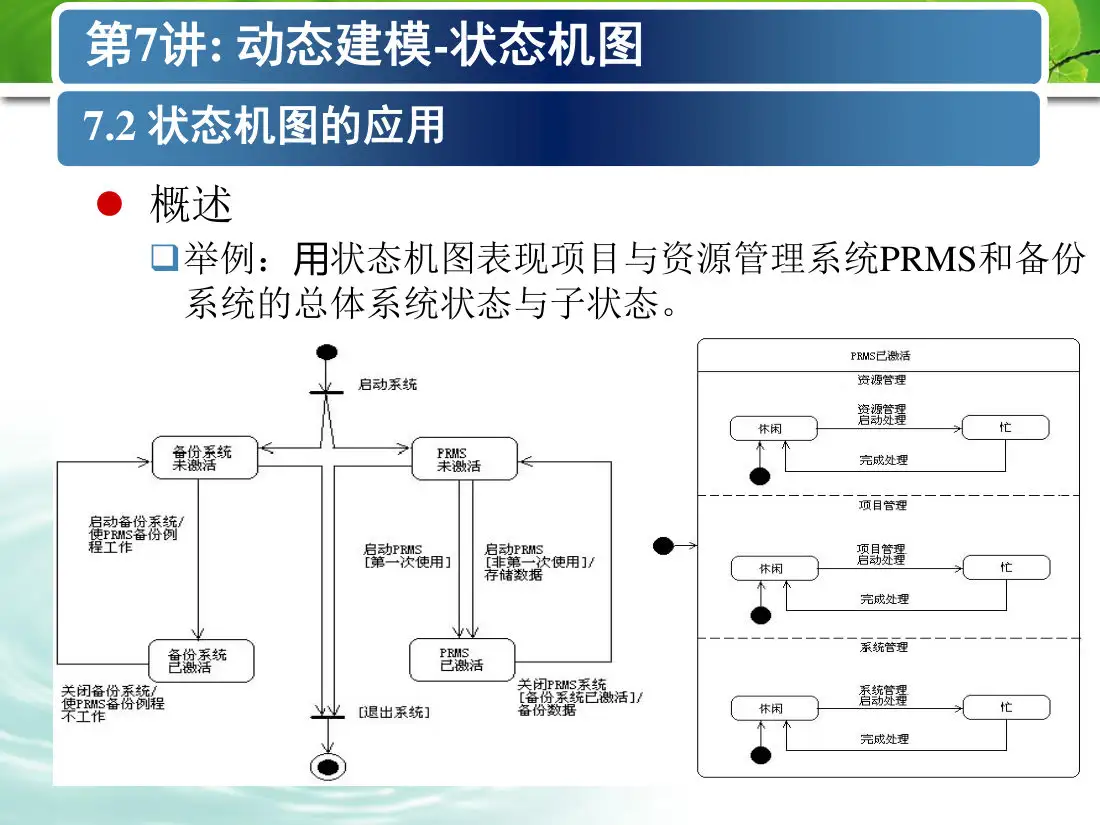 第7讲: 动态建模-状态机图
7.2 状态机图的应用
概述
举例：用状态机图表现项目与资源管理系统PRMS和备份
系统的总体系统状态与子状态。
启动系统
备份系统
未激活
PRMS
未激活
启动备份系统/
使PRMS备份例
程工作
启动PRMS
[第一次使用]
启动PRMS
[非第一次使用]/
存储数据
备份系统
已激活
PRMS
已激活
关闭备份系统/
使PRMS备份例程
不工作
[退出系统]
关闭PRMS系统
[备份系统已激活]/
备份数据
PRMS已激活
资源管理
资源管理
启动处理
休闲
忙
完成处理
项目管理
项目管理
启动处理
休闲
忙
完成处理
系统管理
系统管理
启动处理
休闲
忙
完成处理